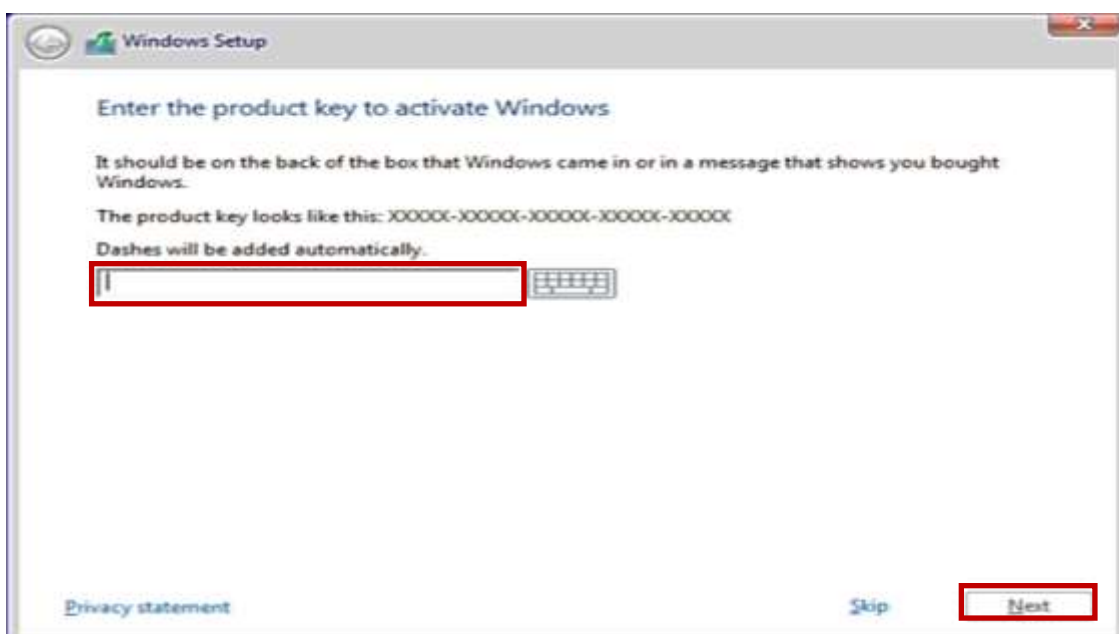 Windows Setup
Enter the product key to activate Windows
It should be on the back of the box that Windows came in or in a message that shows you bought
Windows.
The product key looks like this: XXXXX-XXXXX-XXXXX-XXXXX-XXXXX
Dashes will be added automatically.
Privacy statement
Skip
Next